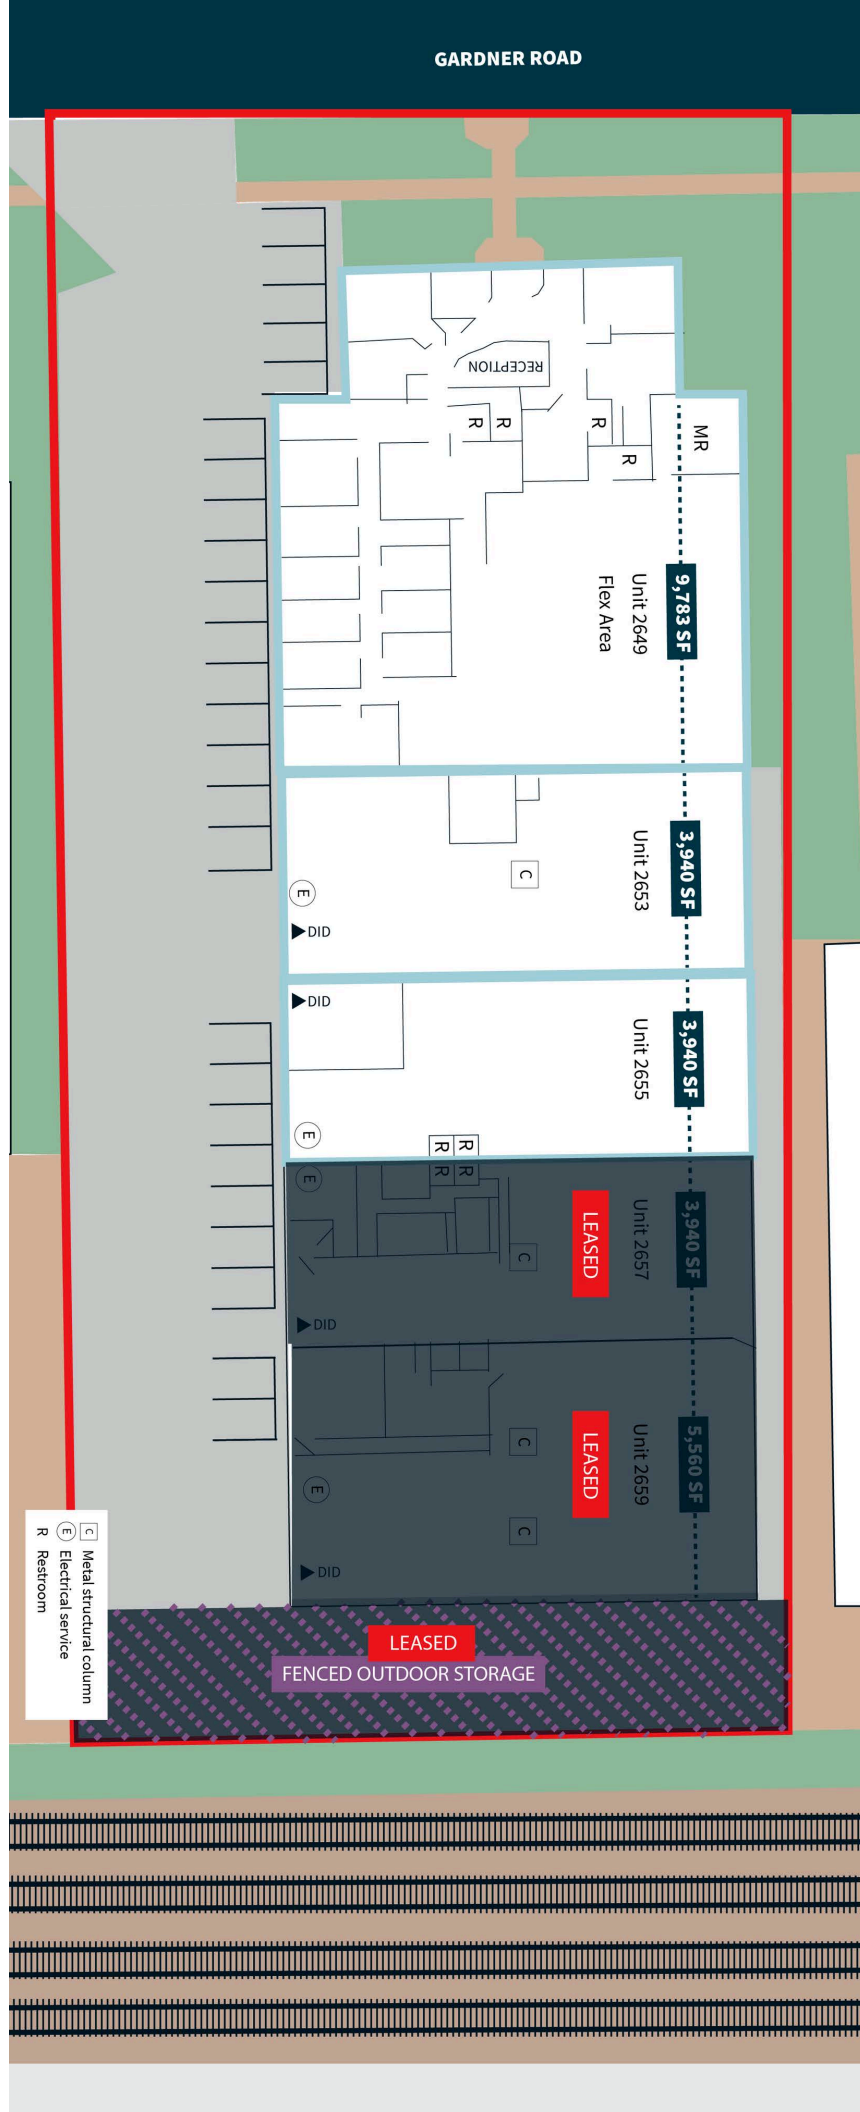 GARDNER ROAD
RECEPTION
R
R
R
R
MR
9,783 SF
Unit 2649
Flex Area
3,940 SF
Unit 2653
C
E
DID
DID
3,940 SF
Unit 2655
E
R
R
R
R
E
3,940 SF
Unit 2657
LEASED
C
DID
5,560 SF
Unit 2659
LEASED
C
E
C
DID
C Metal structural column
E Electrical service
R Restroom
LEASED
FENCED OUTDOOR STORAGE